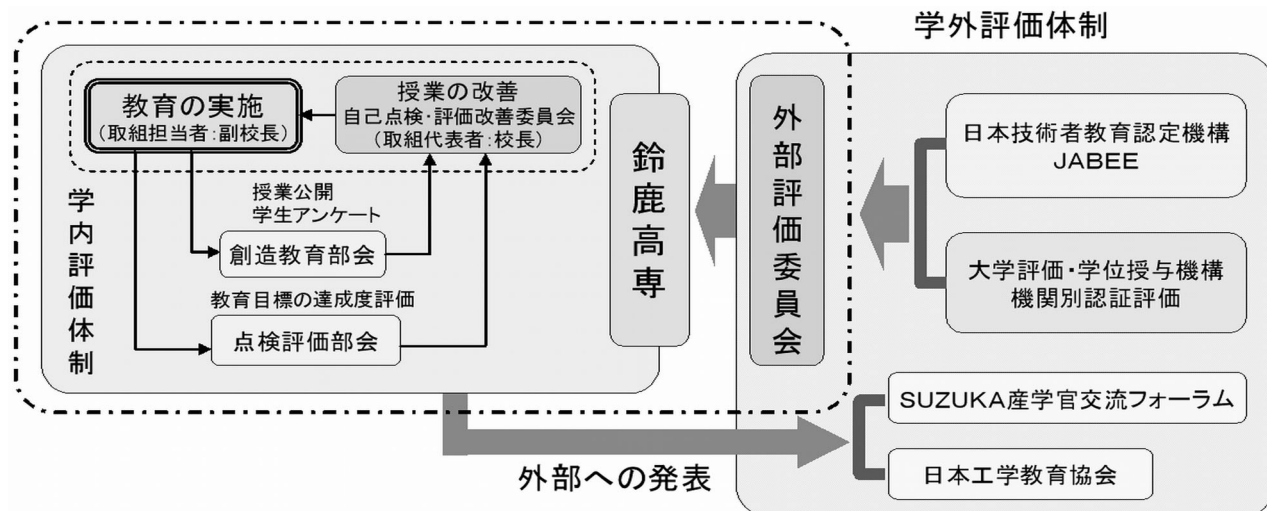 学外評価体制
教育の実施
(取組担当者:副校長)
授業の改善
自己点検・評価改善委員会
(取組代表者:校長)
授業公開
学生アンケート
創造教育部会
教育目標の達成度評価
点検評価部会
学内評価体制
鈴鹿高専
外部評価委員会
日本技術者教育認定機構
JABEE
大学評価・学位授与機構
機関別認証評価
SUZUKA産学官交流フォーラム
日本工学教育協会
外部への発表